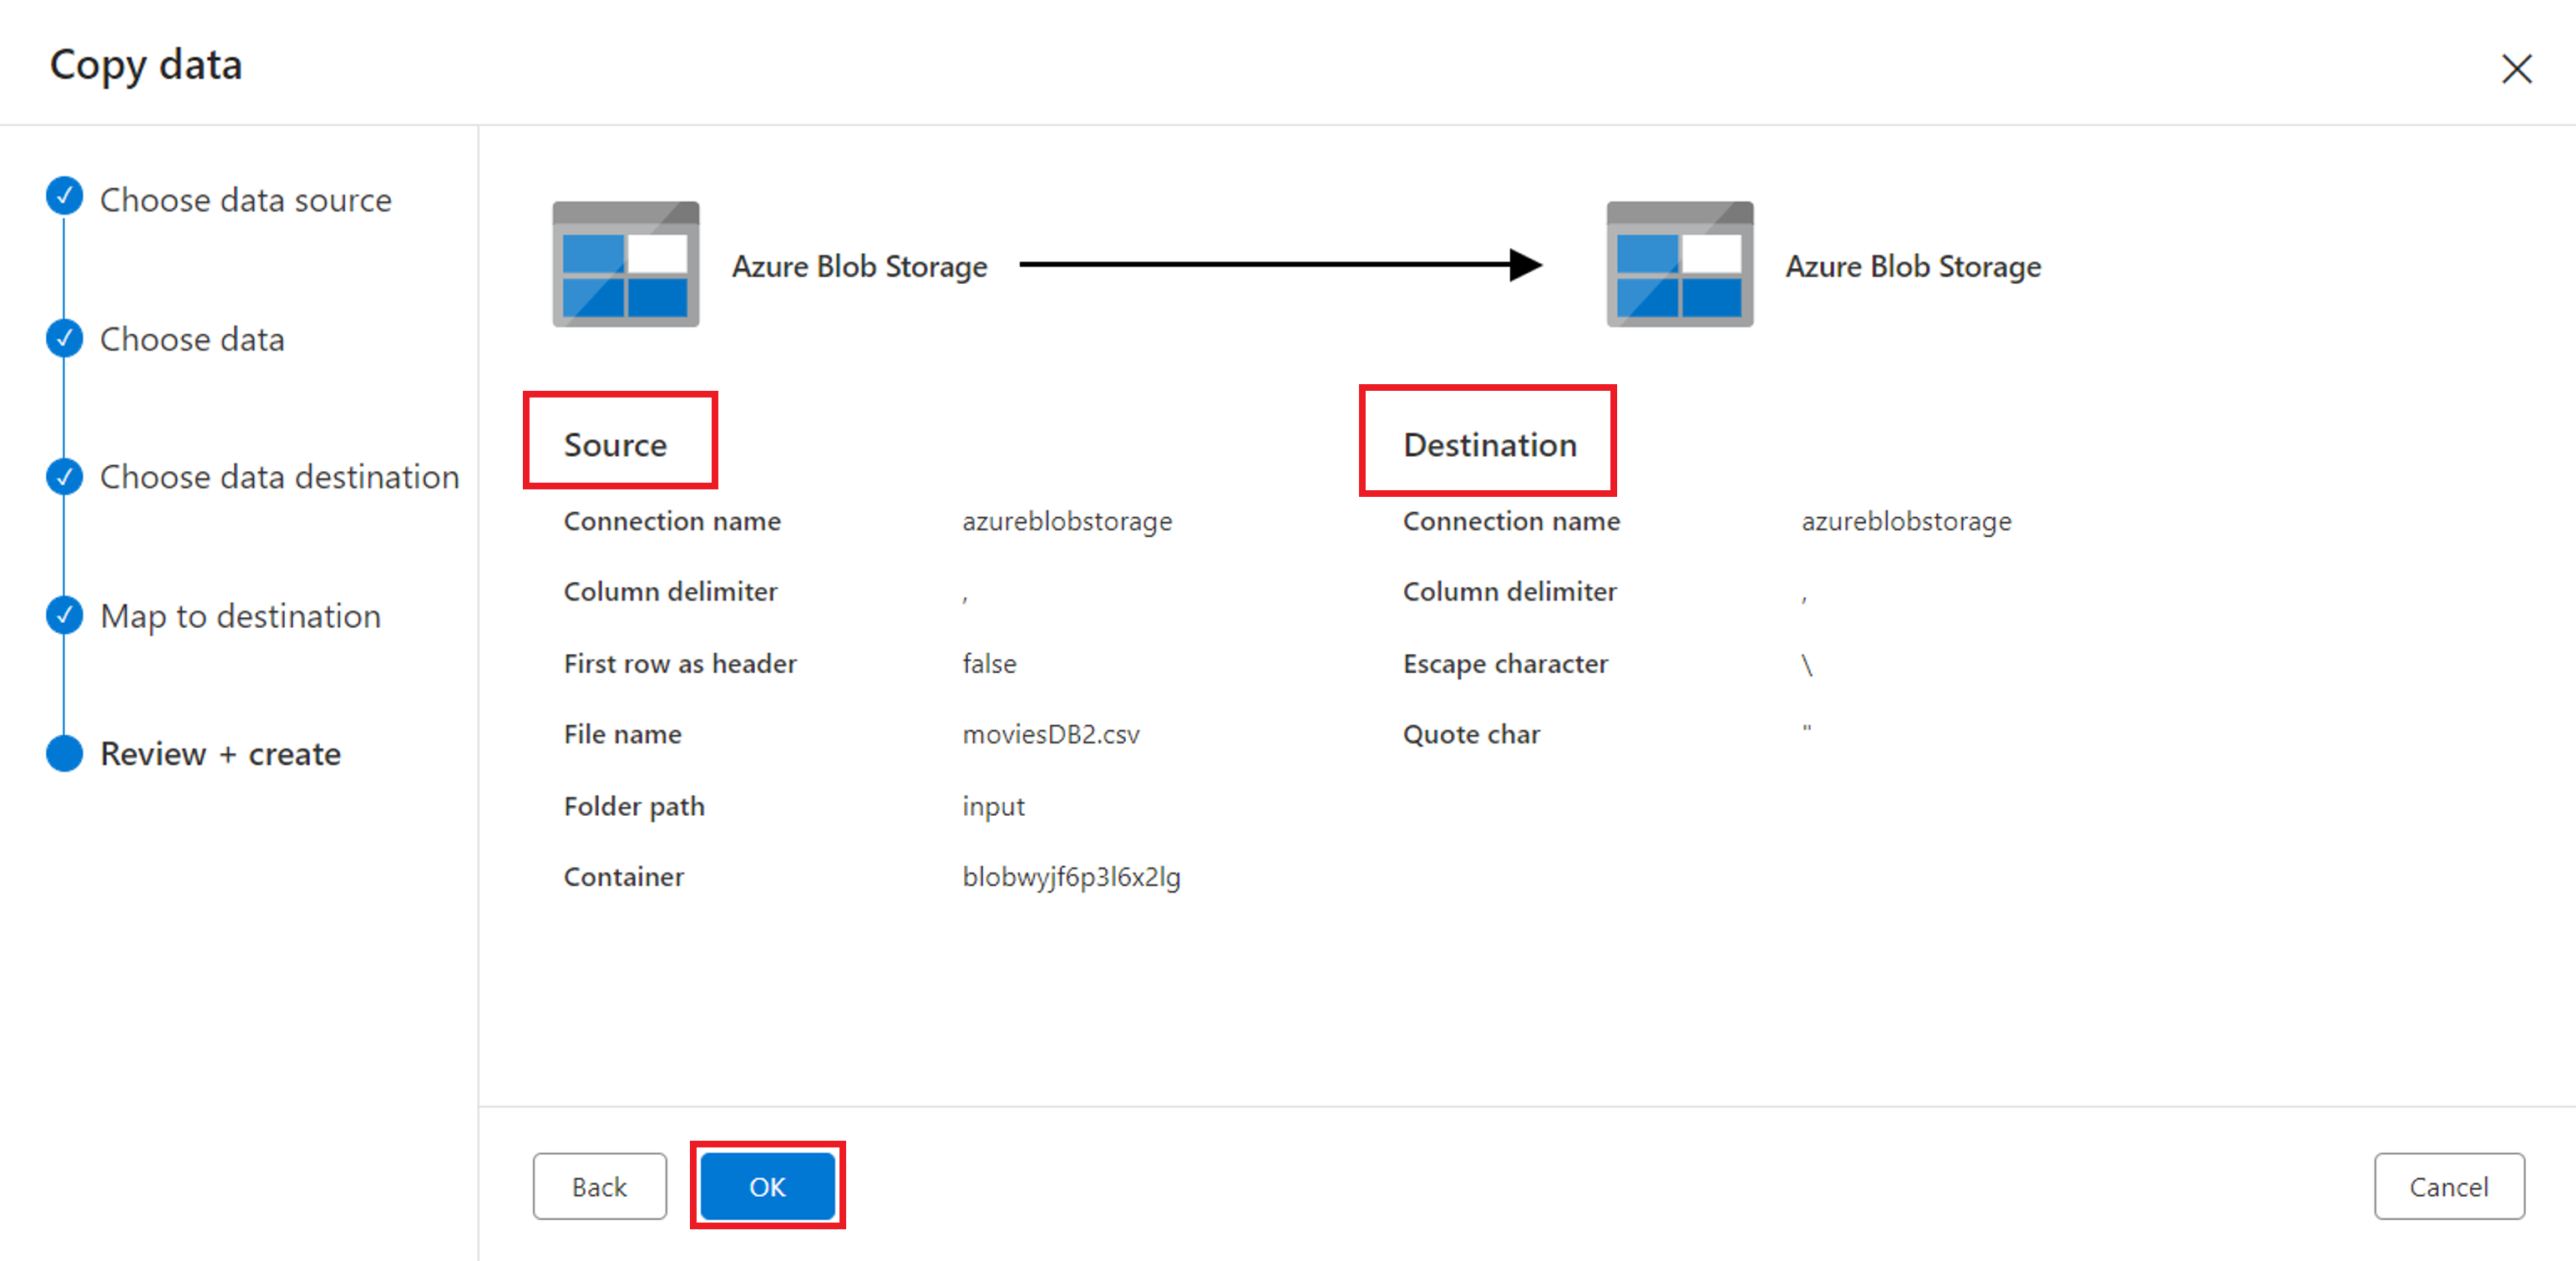 Copy data
Choose data source
Choose data
Choose data destination
Map to destination
Review + create
Azure Blob Storage
Azure Blob Storage
Source
Connection name azureblobstorage
Column delimiter ,
First row as header false
File name moviesDB2.csv
Folder path input
Container blobwyjf6p3l6x2lg
Destination
Connection name azureblobstorage
Column delimiter ,
Escape character \
Quote char "
Back
OK
Cancel